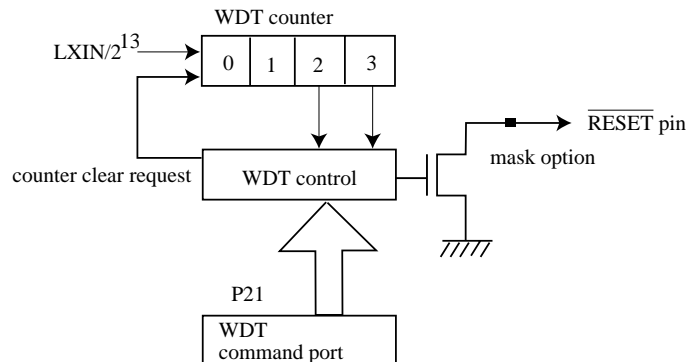 WDT counter
LXIN/2^13
0 1 2 3
RESET pin
mask option
counter clear request
WDT control
P21
WDT
command port